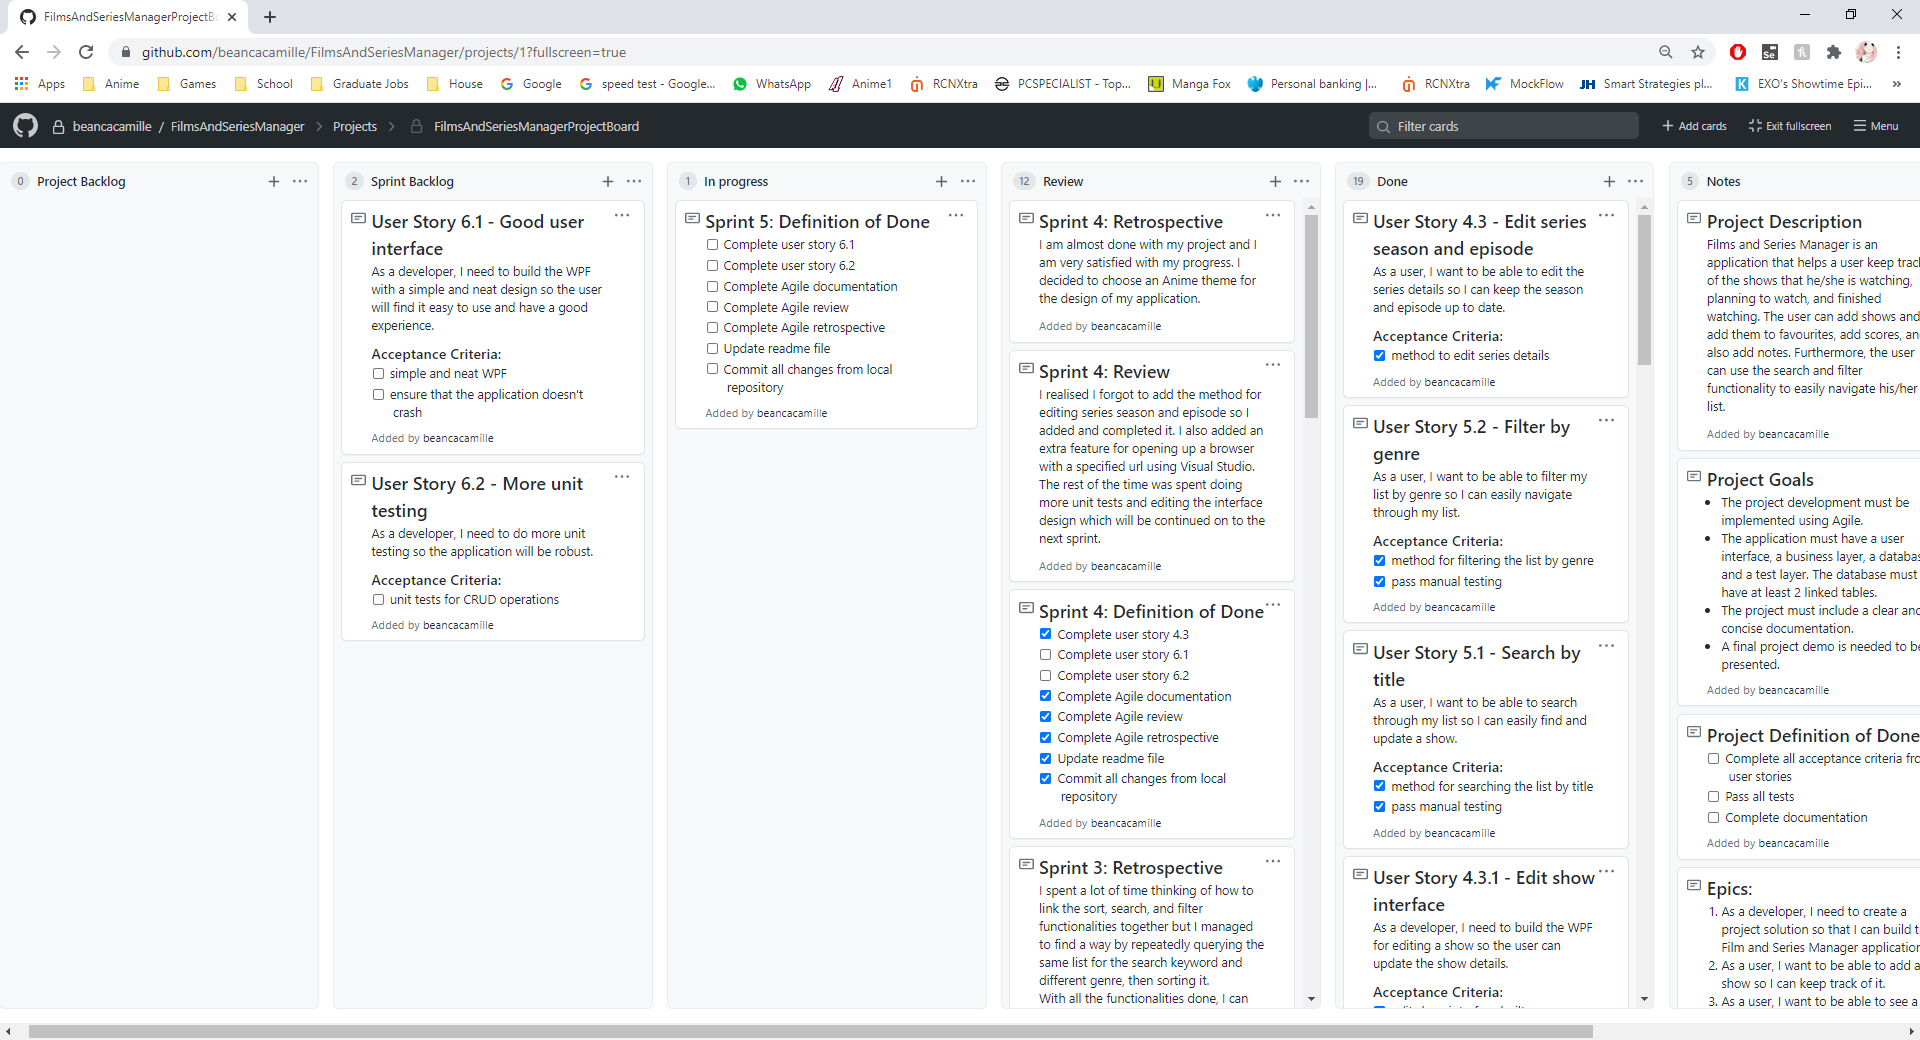 FilmsAndSeriesManagerProjectBo
github.com/beancacamille/FilmsAndSeriesManager/projects/1?fullscreen=true
Apps Anime Games School Graduate Jobs House Google speed test - Google... WhatsApp Anime1 RCNXtra PCSPECIALIST - Top... Manga Fox Personal banking |... RCNXtra MockFlow Smart Strategies pl... EXO's Showtime Epi... »
beancacamille / FilmsAndSeriesManager > Projects > FilmsAndSeriesManagerProjectBoard Filter cards + Add cards Exit fullscreen Menu
0 Project Backlog
2 Sprint Backlog
User Story 6.1 - Good user
interface
As a developer, I need to build the WPF
with a simple and neat design so the user
will find it easy to use and have a good
experience.
Acceptance Criteria:
simple and neat WPF
ensure that the application doesn't
crash
Added by beancacamille
User Story 6.2 - More unit
testing
As a developer, I need to do more unit
testing so the application will be robust.
Acceptance Criteria:
unit tests for CRUD operations
Added by beancacamille
1 In progress
Sprint 5: Definition of Done
Complete user story 6.1
Complete user story 6.2
Complete Agile documentation
Complete Agile review
Complete Agile retrospective
Update readme file
Commit all changes from local
repository
Added by beancacamille
12 Review
Sprint 4: Retrospective
I am almost done with my project and I
am very satisfied with my progress. I
decided to choose an Anime theme for
the design of my application.
Added by beancacamille
Sprint 4: Review
I realised I forgot to add the method for
editing series season and episode so I
added and completed it. I also added an
extra feature for opening up a browser
with a specified url using Visual Studio.
The rest of the time was spent doing
more unit tests and editing the interface
design which will be continued on to the
next sprint.
Added by beancacamille
Sprint 4: Definition of Done
Complete user story 4.3
Complete user story 6.1
Complete user story 6.2
Complete Agile documentation
Complete Agile review
Complete Agile retrospective
Update readme file
Commit all changes from local
repository
Added by beancacamille
Sprint 3: Retrospective
I spent a lot of time thinking of how to
link the sort, search, and filter
functionalities together but I managed
to find a way by repeatedly querying the
same list for the search keyword and
different genre, then sorting it.
With all the functionalities done, I can
19 Done
User Story 4.3 - Edit series
season and episode
As a user, I want to be able to edit the
series details so I can keep the season
and episode up to date.
Acceptance Criteria:
method to edit series details
Added by beancacamille
User Story 5.2 - Filter by
genre
As a user, I want to be able to filter my
list by genre so I can easily navigate
through my list.
Acceptance Criteria:
method for filtering the list by genre
pass manual testing
Added by beancacamille
User Story 5.1 - Search by
title
As a user, I want to be able to search
through my list so I can easily find and
update a show.
Acceptance Criteria:
method for searching the list by title
pass manual testing
Added by beancacamille
User Story 4.3.1 - Edit show
interface
As a developer, I need to build the WPF
for editing a show so the user can
update the show details.
Acceptance Criteria:
5 Notes
Project Description
Films and Series Manager is an
application that helps a user keep track
of the shows that he/she is watching,
planning to watch, and finished
watching. The user can add shows and
add them to favourites, add scores, an
also add notes. Furthermore, the user
can use the search and filter
functionality to easily navigate his/her
list.
Added by beancacamille
Project Goals
The project development must be
implemented using Agile.
The application must have a user
interface, a business layer, a databas
and a test layer. The database must
have at least 2 linked tables.
The project must include a clear and
concise documentation.
A final project demo is needed to be
presented.
Added by beancacamille
Project Definition of Done
Complete all acceptance criteria fro
user stories
Pass all tests
Complete documentation
Added by beancacamille
Epics:
1. As a developer, I need to create a
project solution so that I can build t
Film and Series Manager application
2. As a user, I want to be able to add a
show so I can keep track of it.
3. As a user, I want to be able to see a